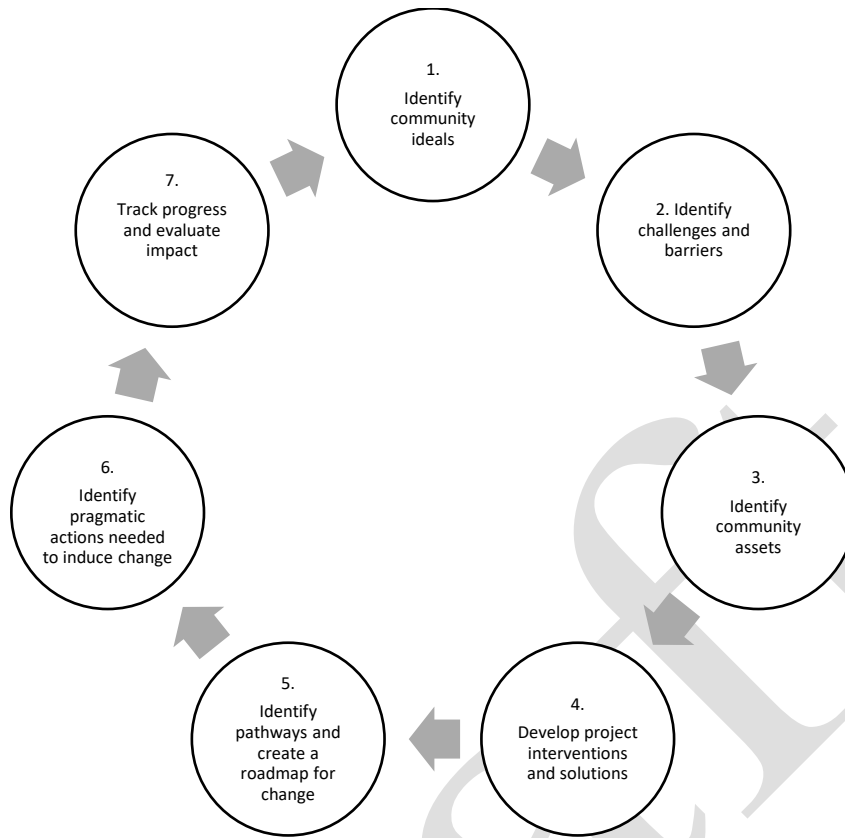 1.
Identify
community
ideals
2. Identify
challenges and
barriers
3.
Identify
community
assets
4.
Develop project
interventions
and solutions
5.
Identify
pathways and
create a
roadmap for
change
6.
Identify
pragmatic
actions needed
to induce change
7.
Track progress
and evaluate
impact